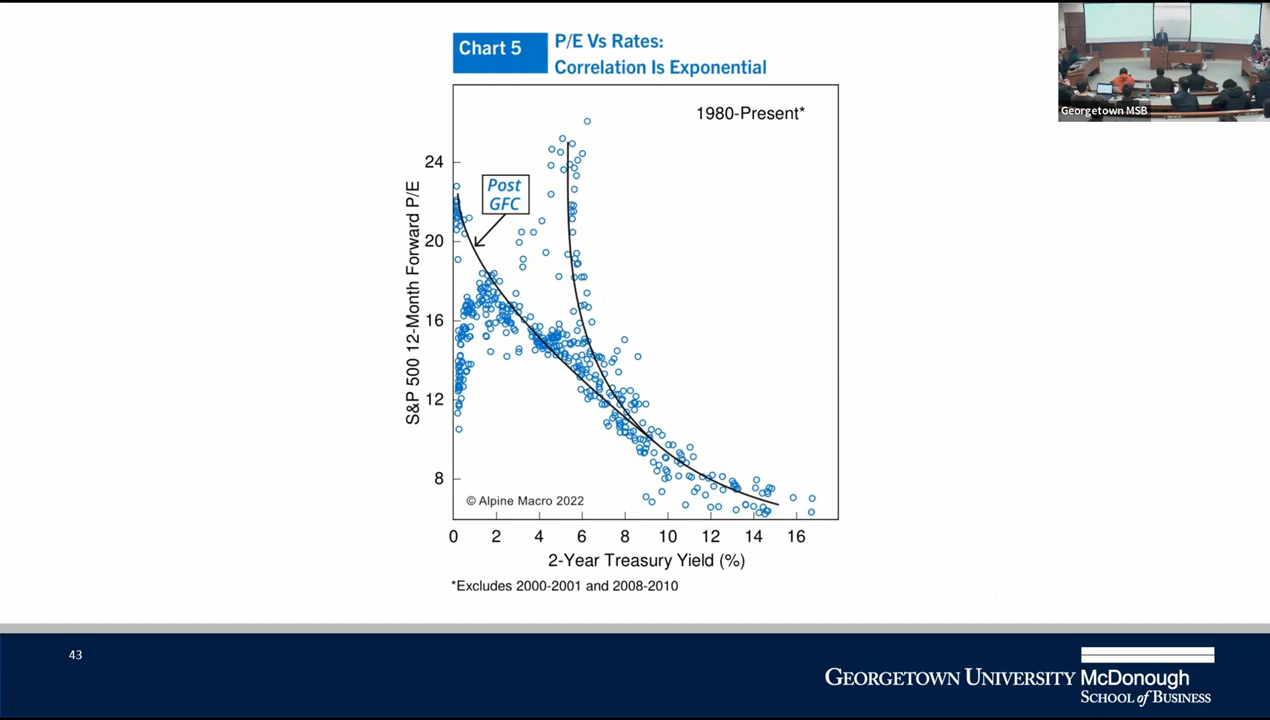 Chart 5
P/E Vs Rates:
Correlation Is Exponential
1980-Present*
Georgetown MSB
Post
GFC
S&P 500 12-Month Forward P/E
24
20
16
12
8
© Alpine Macro 2022
0 2 4 6 8 10 12 14 16
2-Year Treasury Yield (%)
*Excludes 2000-2001 and 2008-2010
43
GEORGETOWN UNIVERSITY
McDonough
SCHOOL of BUSINESS